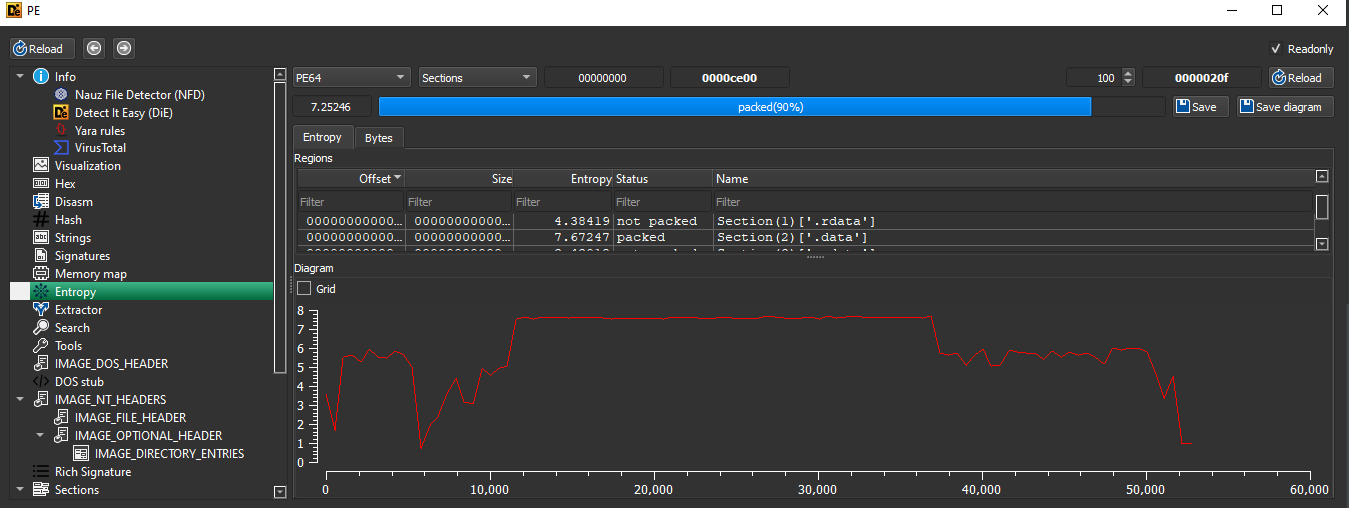 PE
Reload
Readonly
Info
Nauz File Detector (NFD)
Detect It Easy (DiE)
Yara rules
VirusTotal
Visualization
Hex
Disasm
Hash
Strings
Signatures
Memory map
Entropy
Extractor
Search
Tools
IMAGE_DOS_HEADER
DOS stub
IMAGE_NT_HEADERS
IMAGE_FILE_HEADER
IMAGE_OPTIONAL_HEADER
IMAGE_DIRECTORY_ENTRIES
Rich Signature
Sections
PE64 Sections 00000000 0000ce00 100 0000020f Reload
7.25246 packed(90%) Save Save diagram
Entropy Bytes
Regions
Offset Size Entropy Status Name
Filter Filter Filter Filter Filter
00000000000... 00000000000... 4.38419 not packed Section(1)['.rdata']
00000000000... 00000000000... 7.67247 packed Section(2)['.data']
Diagram
Grid
8
7
6
5
4
3
2
1
0
0 10,000 20,000 30,000 40,000 50,000 60,000